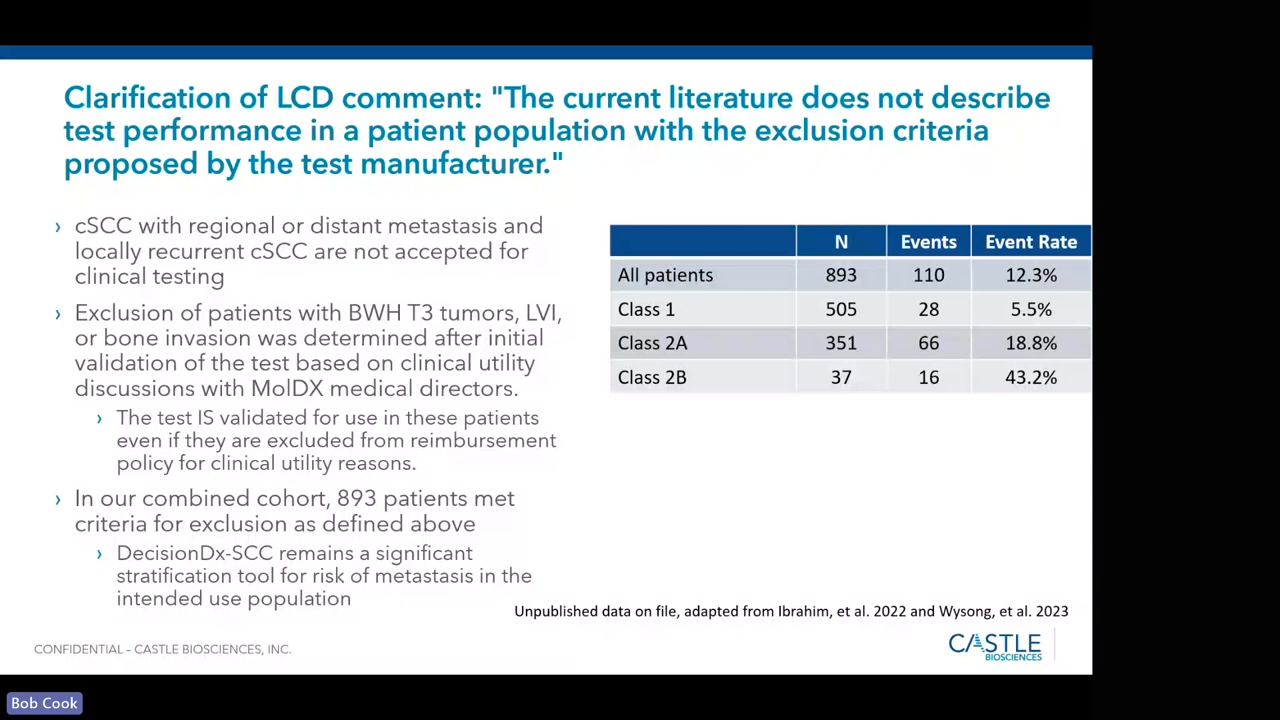 Clarification of LCD comment: "The current literature does not describe
test performance in a patient population with the exclusion criteria
proposed by the test manufacturer."
› cSCC with regional or distant metastasis and
locally recurrent cSCC are not accepted for
clinical testing
› Exclusion of patients with BWH T3 tumors, LVI,
or bone invasion was determined after initial
validation of the test based on clinical utility
discussions with MolDX medical directors.
› The test IS validated for use in these patients
even if they are excluded from reimbursement
policy for clinical utility reasons.
› In our combined cohort, 893 patients met
criteria for exclusion as defined above
› DecisionDx-SCC remains a significant
stratification tool for risk of metastasis in the
intended use population
N Events Event Rate
All patients 893 110 12.3%
Class 1 505 28 5.5%
Class 2A 351 66 18.8%
Class 2B 37 16 43.2%
Unpublished data on file, adapted from Ibrahim, et al. 2022 and Wysong, et al. 2023
CONFIDENTIAL – CASTLE BIOSCIENCES, INC.
CASTLE
BIOSCIENCES
Bob Cook